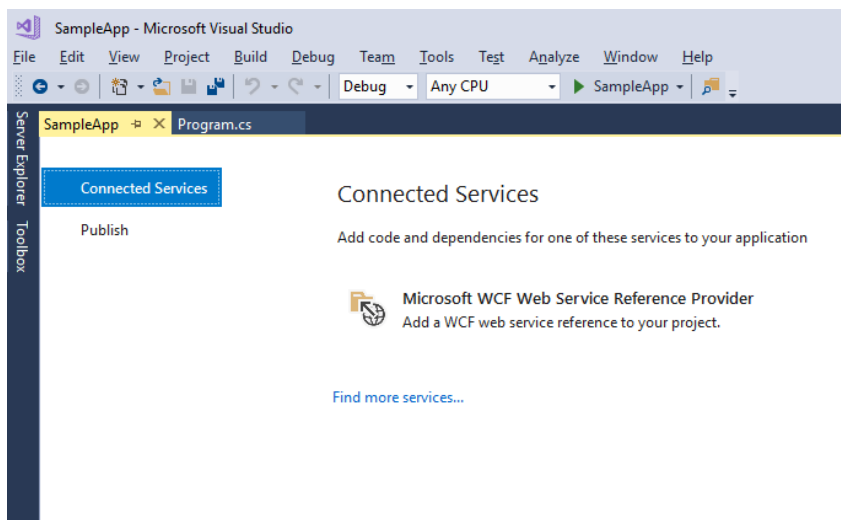 SampleApp - Microsoft Visual Studio
File Edit View Project Build Debug Team Tools Test Analyze Window Help
Debug Any CPU SampleApp
Server Explorer
Toolbox
SampleApp Program.cs
Connected Services
Publish
Connected Services
Add code and dependencies for one of these services to your application
Microsoft WCF Web Service Reference Provider
Add a WCF web service reference to your project.
Find more services...